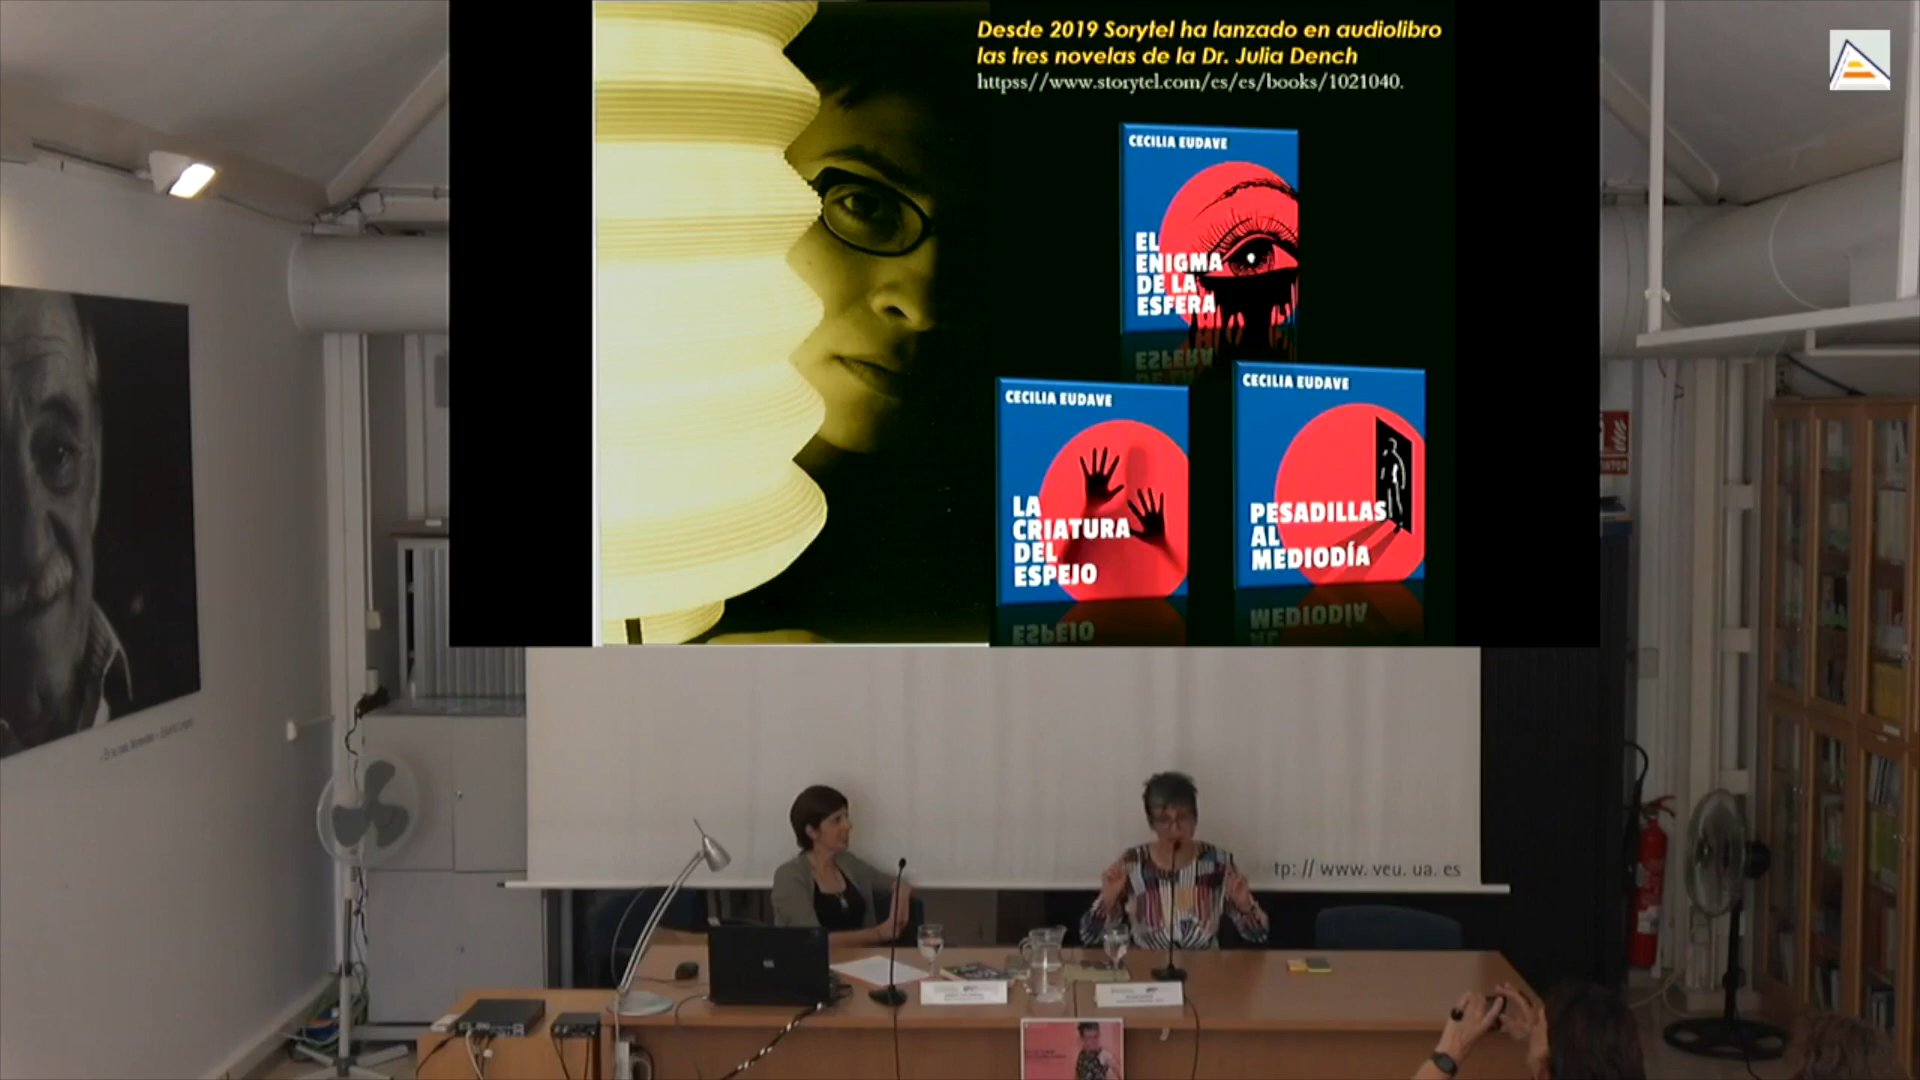 Desde 2019 Sorytel ha lanzado en audiolibro
las tres novelas de la Dr. Julia Dench
httpss//www.storytel.com/es/es/books/1021040.
CECILIA EUDAVE
EL
ENIGMA
DE LA
ESFERA
CECILIA EUDAVE
LA
CRIATURA
DEL
ESPEJO
CECILIA EUDAVE
PESADILLAS
AL
MEDIODÍA
tp: // www. veu. ua. es